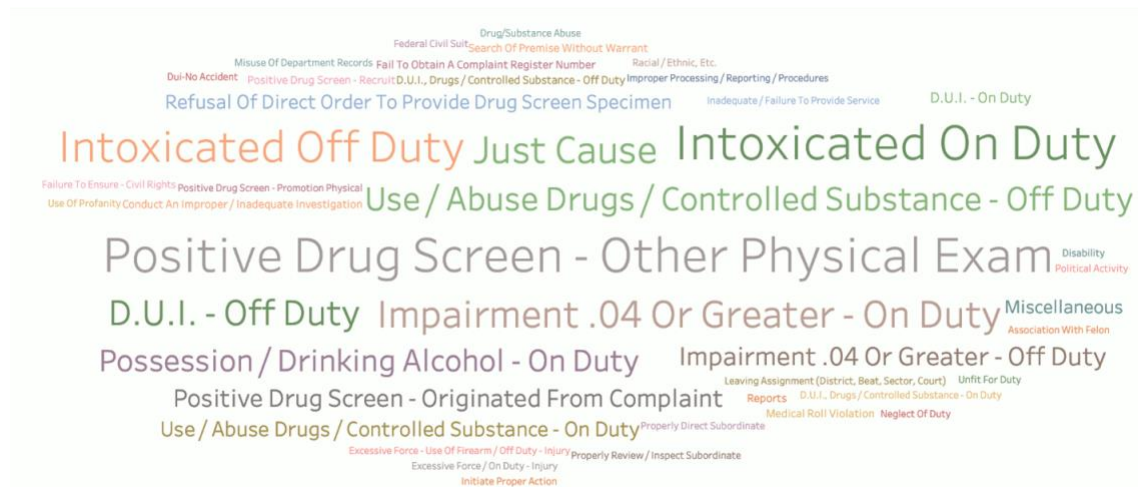 Drug/Substance Abuse
Federal Civil Suit Search Of Premise Without Warrant
Misuse Of Department Records Fail To Obtain A Complaint Register Number Racial / Ethnic, Etc.
Dui-No Accident Positive Drug Screen - Recruit D.U.I., Drugs / Controlled Substance - Off Duty Improper Processing / Reporting / Procedures
Refusal Of Direct Order To Provide Drug Screen Specimen Inadequate / Failure To Provide Service D.U.I. - On Duty
Intoxicated Off Duty Just Cause Intoxicated On Duty
Failure To Ensure - Civil Rights Positive Drug Screen - Promotion Physical
Use Of Profanity Conduct An Improper / Inadequate Investigation Use / Abuse Drugs / Controlled Substance - Off Duty
Positive Drug Screen - Other Physical Exam Disability
Political Activity
D.U.I. - Off Duty Impairment .04 Or Greater - On Duty Miscellaneous
Association With Felon
Possession / Drinking Alcohol - On Duty Impairment .04 Or Greater - Off Duty
Leaving Assignment (District, Beat, Sector, Court) Unfit For Duty
Positive Drug Screen - Originated From Complaint Reports D.U.I., Drugs / Controlled Substance - On Duty
Medical Roll Violation Neglect Of Duty
Use / Abuse Drugs / Controlled Substance - On Duty Properly Direct Subordinate
Excessive Force - Use Of Firearm / Off Duty - Injury Properly Review / Inspect Subordinate
Excessive Force / On Duty - Injury
Initiate Proper Action